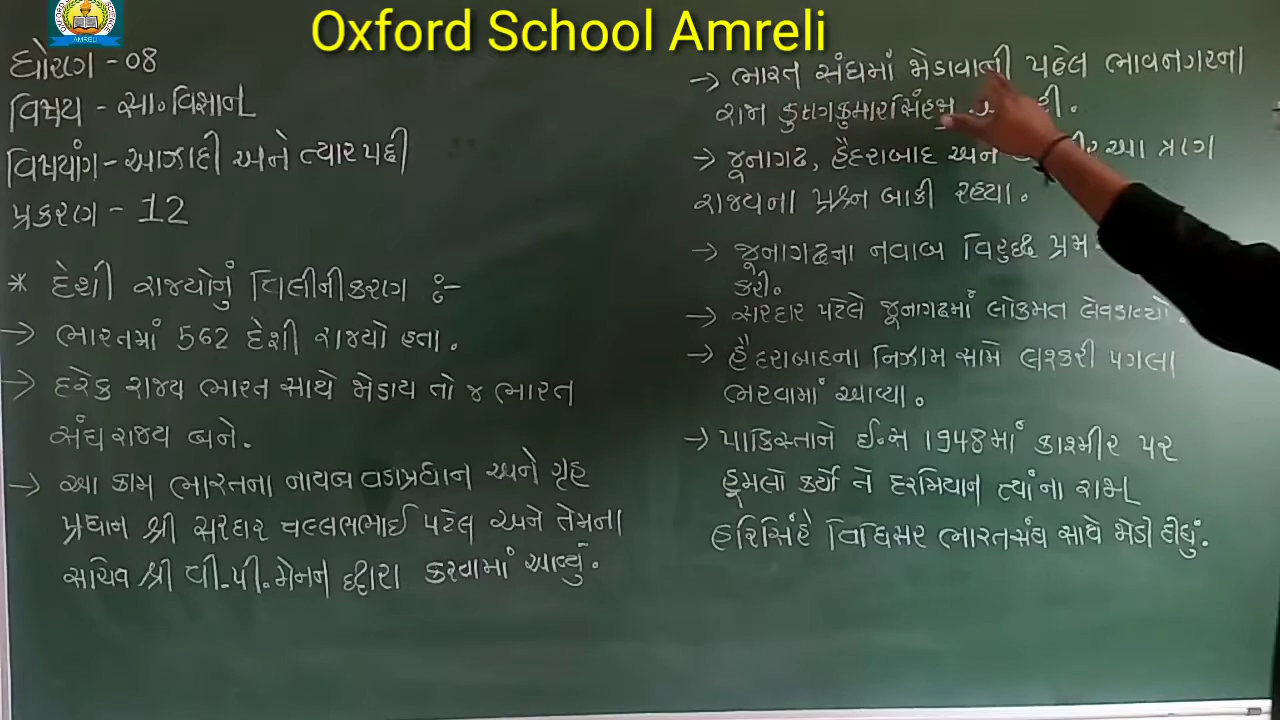 Oxford School Amreli
AMRELI
ધોરણ - 08
વિષય - સા.વિજ્ઞાન
વિષયાંગ - આઝાદી અને ત્યાર પછી
પ્રકરણ - 12
* દેશી રાજ્યોનું વિલીનીકરણ :-
→ ભારતમાં 562 દેશી રાજ્યો હતા.
→ દરેક રાજ્ય ભારત સાથે જોડાય તો જ ભારત
સંઘ રાજ્ય બને.
→ આ કામ ભારતના નાયબ વડાપ્રધાન અને ગૃહ
પ્રધાન શ્રી સરદાર વલ્લભભાઈ પટેલ અને તેમના
સચિવ શ્રી વી.પી.મેનન દ્વારા કરવામાં આવ્યું.
→ ભારત સંઘમાં જોડાવાની પહેલ ભાવનગરના
રાજા કૃષ્ણકુમારસિંહજી
→ જૂનાગઢ, હૈદરાબાદ અને આ ત્રણ
રાજ્યના પ્રશ્ન બાકી રહ્યા.
→ જૂનાગઢના નવાબ વિરુદ્ધ
કરી.
→ સરદાર પટેલે જૂનાગઢમાં લોકમત લેવડાવ્યો.
→ હૈદરાબાદના નિઝામ સામે લશ્કરી પગલા
ભરવામાં આવ્યા.
→ પાકિસ્તાને ઈ.સ 1948માં કાશ્મીર પર
હૂમલો કર્યો તે દરમિયાન ત્યાંના રાજા
હરિસિંહે વિધિસર ભારતસંઘ સાથે જોડી દીધું.